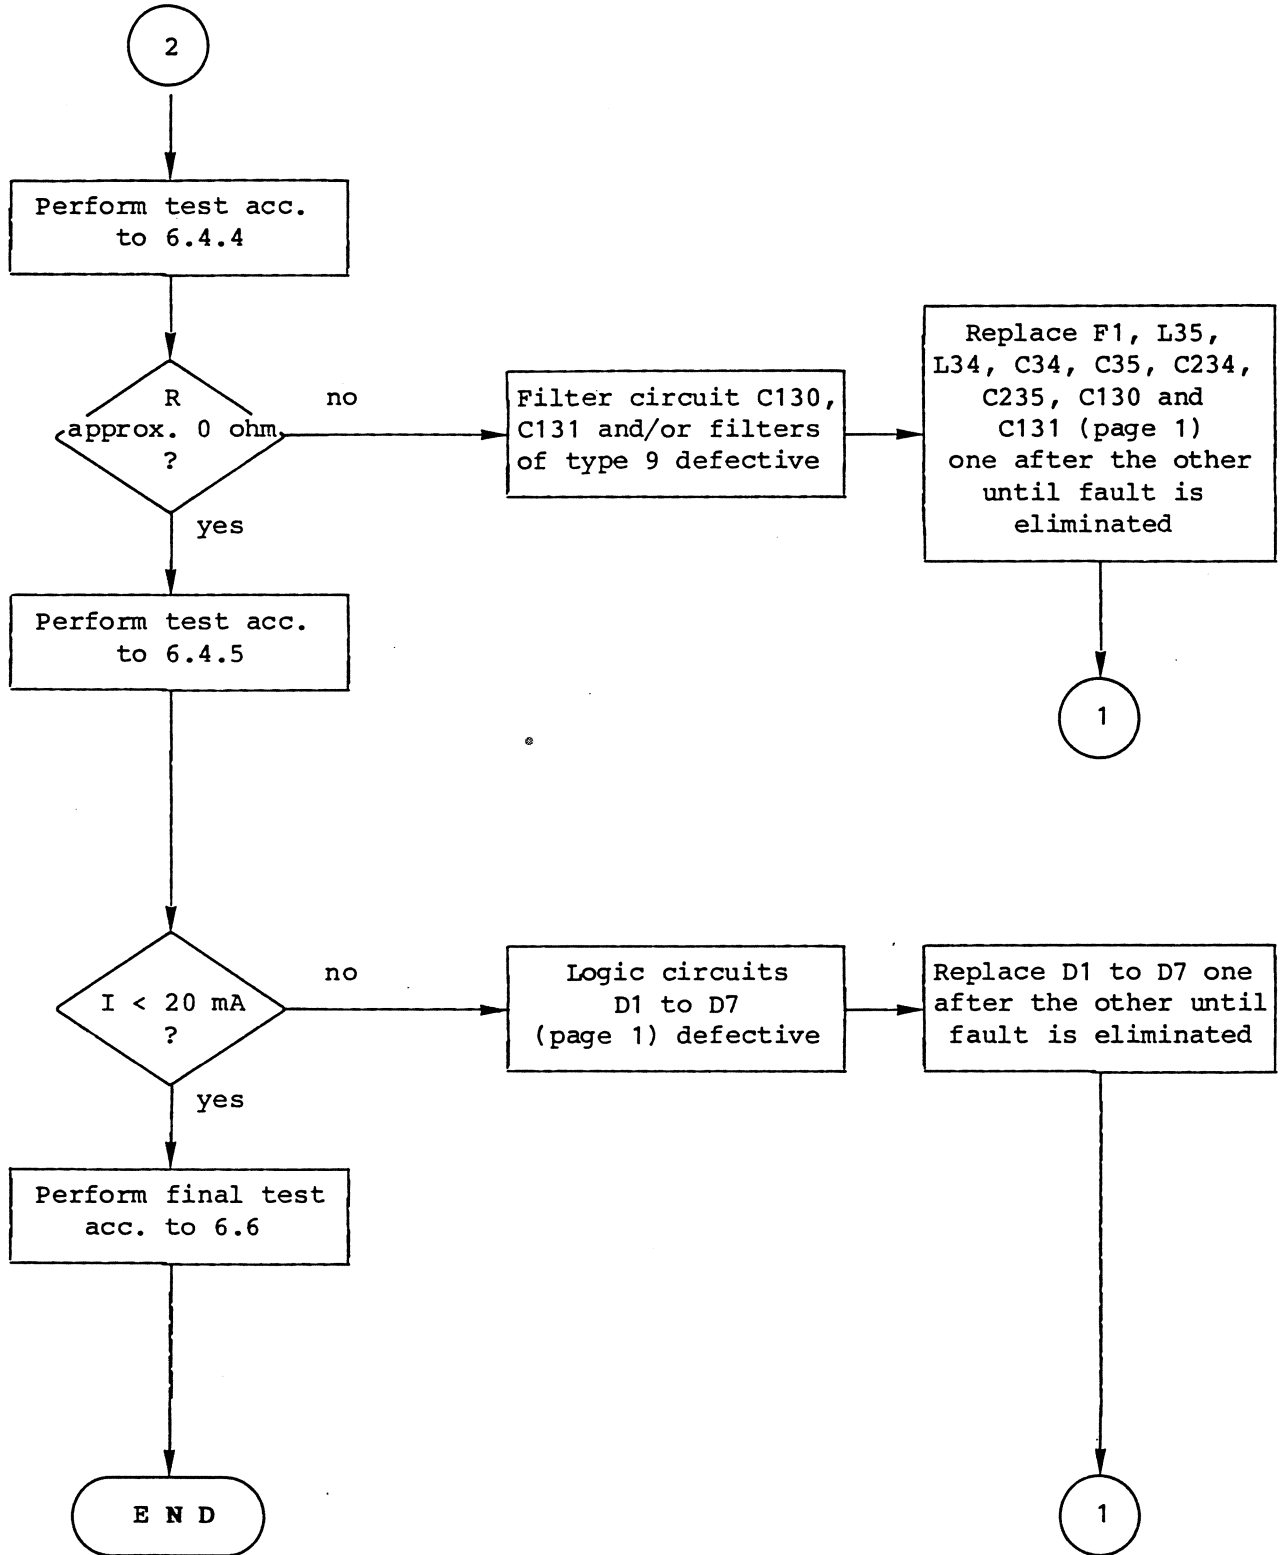 2
Perform test acc.
to 6.4.4
R
approx. 0 ohm
?
no
yes
Filter circuit C130,
C131 and/or filters
of type 9 defective
Replace F1, L35,
L34, C34, C35, C234,
C235, C130 and
C131 (page 1)
one after the other
until fault is
eliminated
1
Perform test acc.
to 6.4.5
I < 20 mA
?
no
yes
Logic circuits
D1 to D7
(page 1) defective
Replace D1 to D7 one
after the other until
fault is eliminated
1
Perform final test
acc. to 6.6
E N D